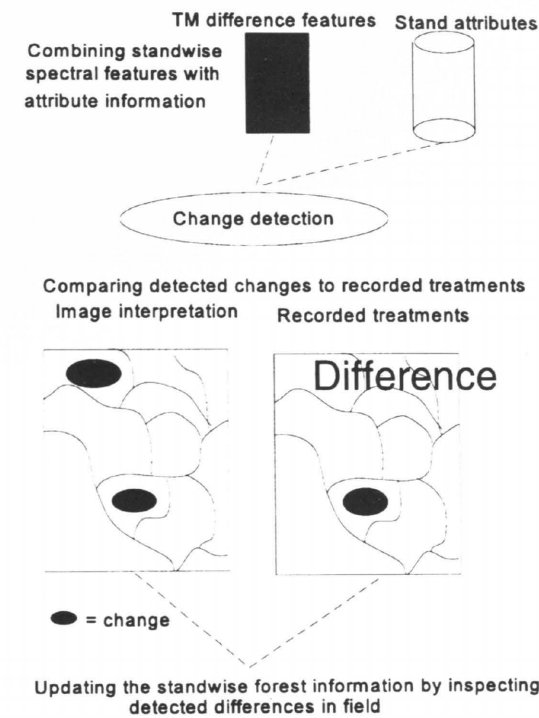 TM difference features
Stand attributes
Combining standwise
spectral features with
attribute information
Change detection
Comparing detected changes to recorded treatments
Image interpretation
Recorded treatments
Difference
= change
Updating the standwise forest information by inspecting
detected differences in field